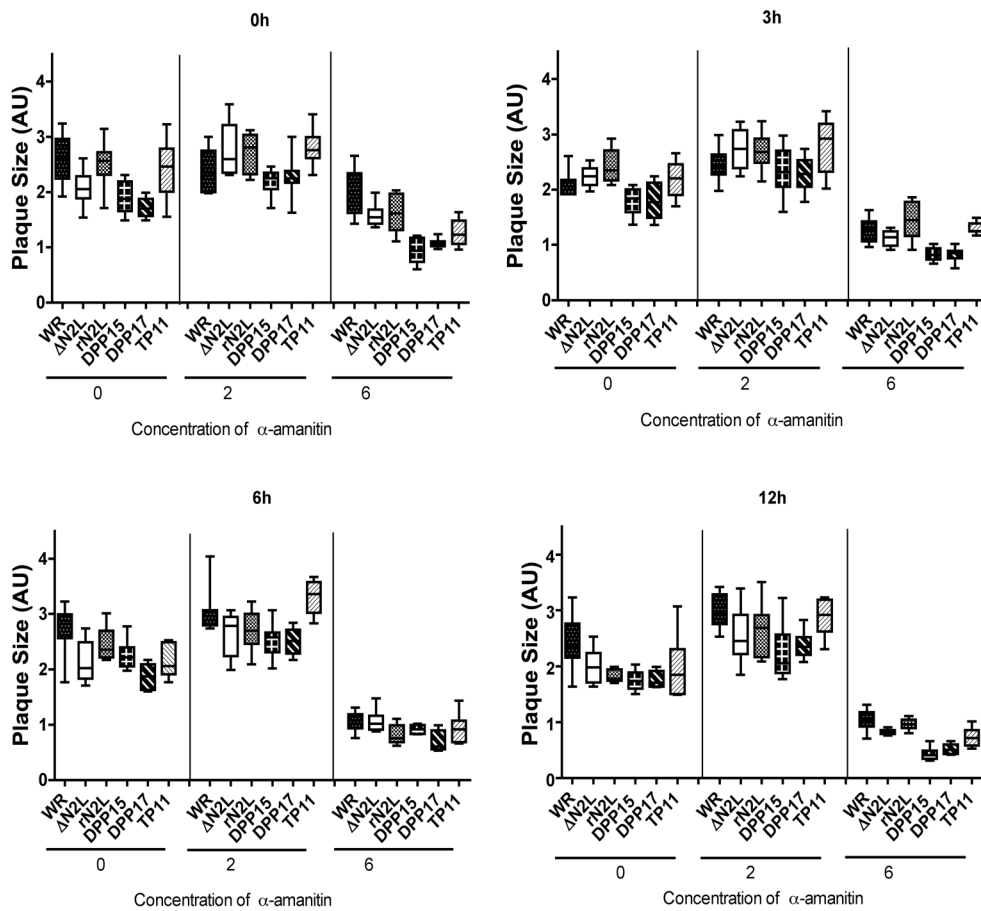 0h
Plaque Size (AU)
4
3
2
1
0
WR ΔN2L rN2L DPP15 DPP17 TP11 WR ΔN2L rN2L DPP15 DPP17 TP11 WR ΔN2L rN2L DPP15 DPP17 TP11
0 2 6
Concentration of α-amanitin
3h
Plaque Size (AU)
4
3
2
1
0
WR ΔN2L rN2L DPP15 DPP17 TP11 WR ΔN2L rN2L DPP15 DPP17 TP11 WR ΔN2L rN2L DPP15 DPP17 TP11
0 2 6
Concentration of α-amanitin
6h
Plaque Size (AU)
4
3
2
1
0
WR ΔN2L rN2L DPP15 DPP17 TP11 WR ΔN2L rN2L DPP15 DPP17 TP11 WR ΔN2L rN2L DPP15 DPP17 TP11
0 2 6
Concentration of α-amanitin
12h
Plaque Size (AU)
4
3
2
1
0
WR ΔN2L rN2L DPP15 DPP17 TP11 WR ΔN2L rN2L DPP15 DPP17 TP11 WR ΔN2L rN2L DPP15 DPP17 TP11
0 2 6
Concentration of α-amanitin